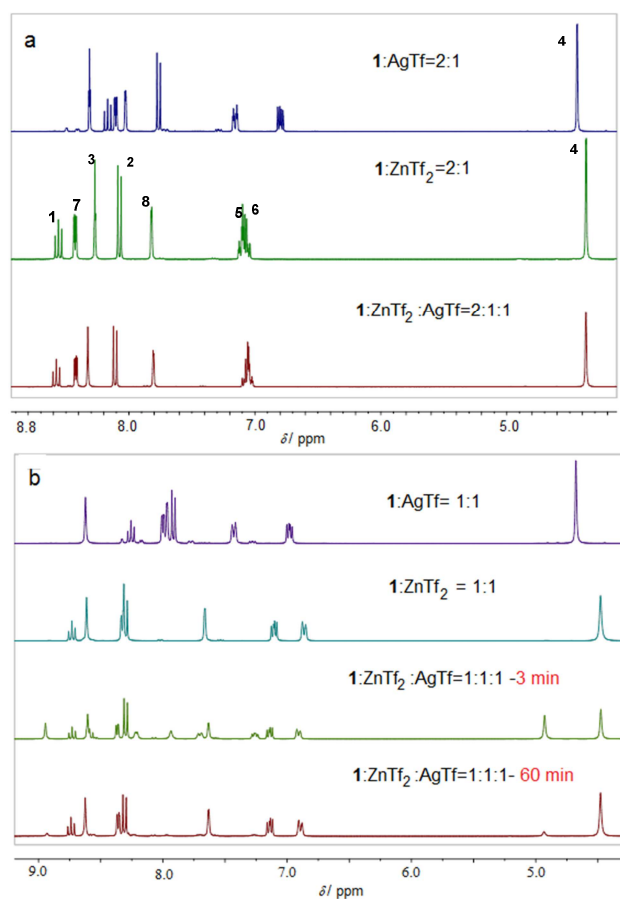 a
4
1:AgTf=2:1
4
1:ZnTf2=2:1
3
2
7
8
5
6
1
1:ZnTf2 :AgTf=2:1:1
8.8 8.0 7.0 6.0 5.0
δ/ ppm
b
1:AgTf= 1:1
1:ZnTf2 = 1:1
1:ZnTf2 :AgTf=1:1:1 -3 min
1:ZnTf2 :AgTf=1:1:1- 60 min
9.0 8.0 7.0 6.0 5.0
δ/ ppm